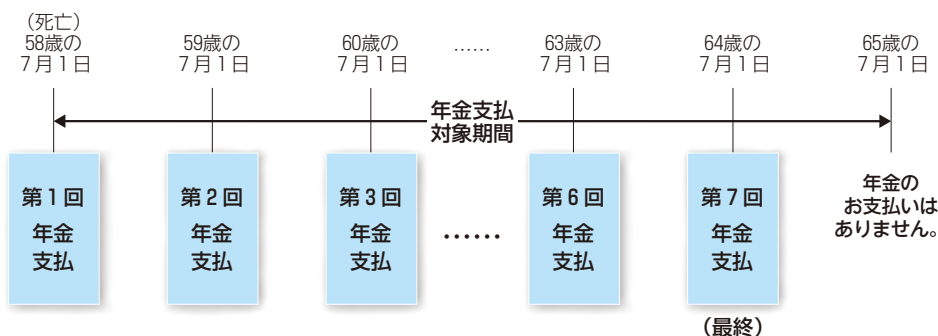 （死亡）
58歳の
７月１日
59歳の
７月１日
60歳の
７月１日
……
63歳の
７月１日
64歳の
７月１日
65歳の
７月１日
年金支払
対象期間
第１回
年金
支払
第２回
年金
支払
第３回
年金
支払
……
第６回
年金
支払
第７回
年金
支払
（最終）
年金の
お支払いは
ありません。